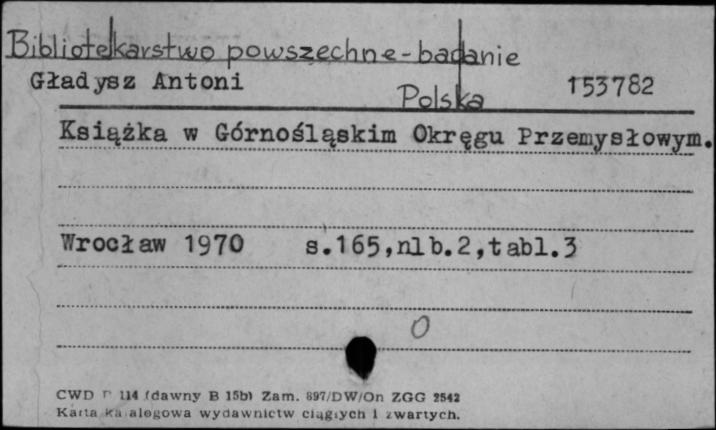 Bibliotekarstwo powszechne - badanie
Gładysz Antoni
Polska
153782
Książka w Górnośląskim Okręgu Przemysłowym.
Wrocław 1970 s.165,nlb.2,tabl.3
0
CWD 114 (dawny B 15b) Zam. 897/DW/On ZGG 2542
Karta katalogowa wydawnictw ciągłych i zwartych.